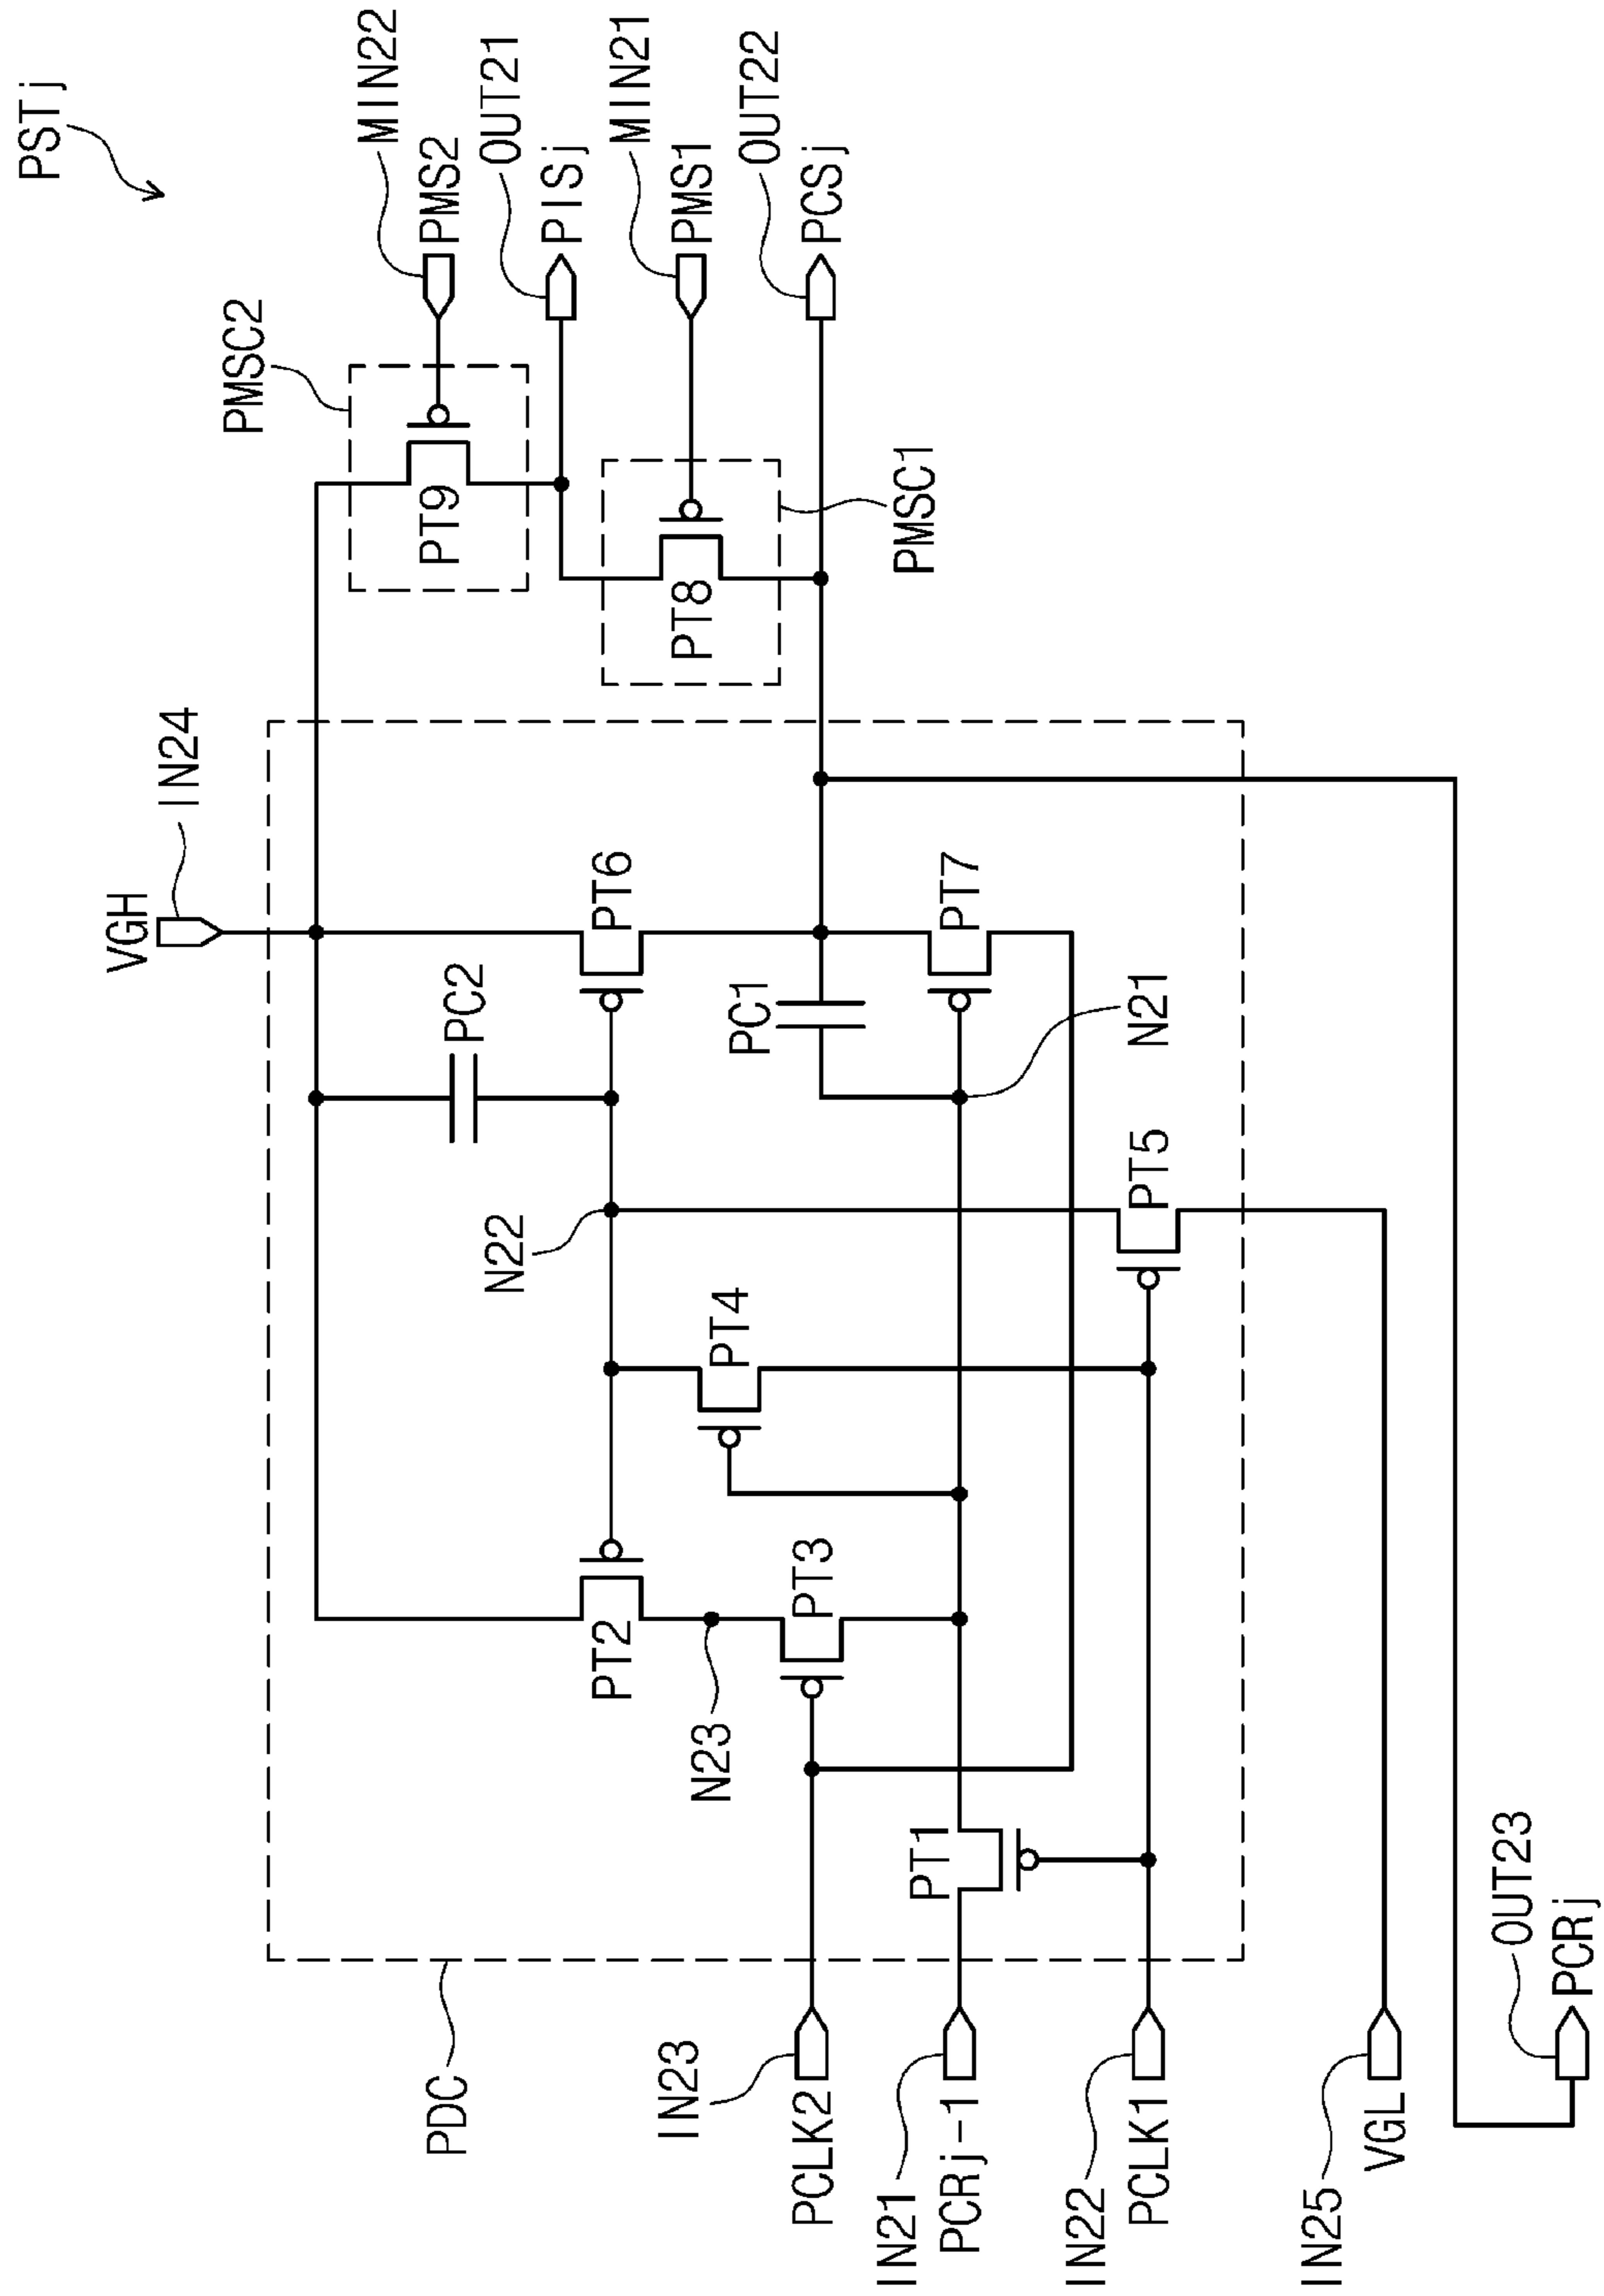 PSTj
MIN22
PMS2
OUT21
PISj
MIN21
PMS1
OUT22
PCSj
PMSC2
PT9
PT8
PMSC1
IN24
VGH
PC2
PT6
PC1
PT7
N21
N22
PT4
PT5
PT2
PT3
N23
PT1
PDC
IN23
PCLK2
IN21
PCRj-1
IN22
PCLK1
IN25
VGL
OUT23
PCRj